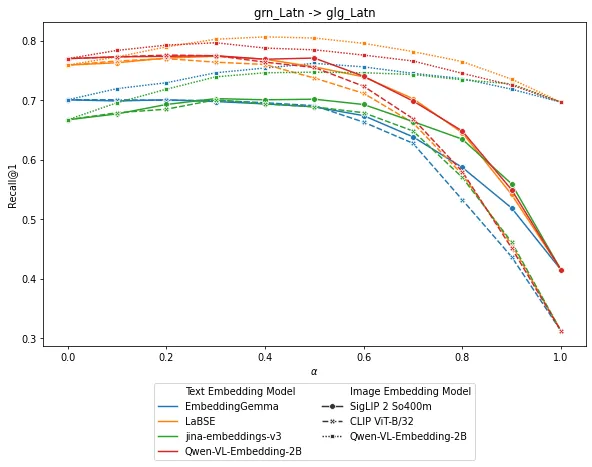 grn_Latn -> glg_Latn
Recall@1
0.8
0.7
0.6
0.5
0.4
0.3
0.0 0.2 0.4 0.6 0.8 1.0
α
Text Embedding Model
EmbeddingGemma
LaBSE
jina-embeddings-v3
Qwen-VL-Embedding-2B
Image Embedding Model
SigLIP 2 So400m
CLIP ViT-B/32
Qwen-VL-Embedding-2B